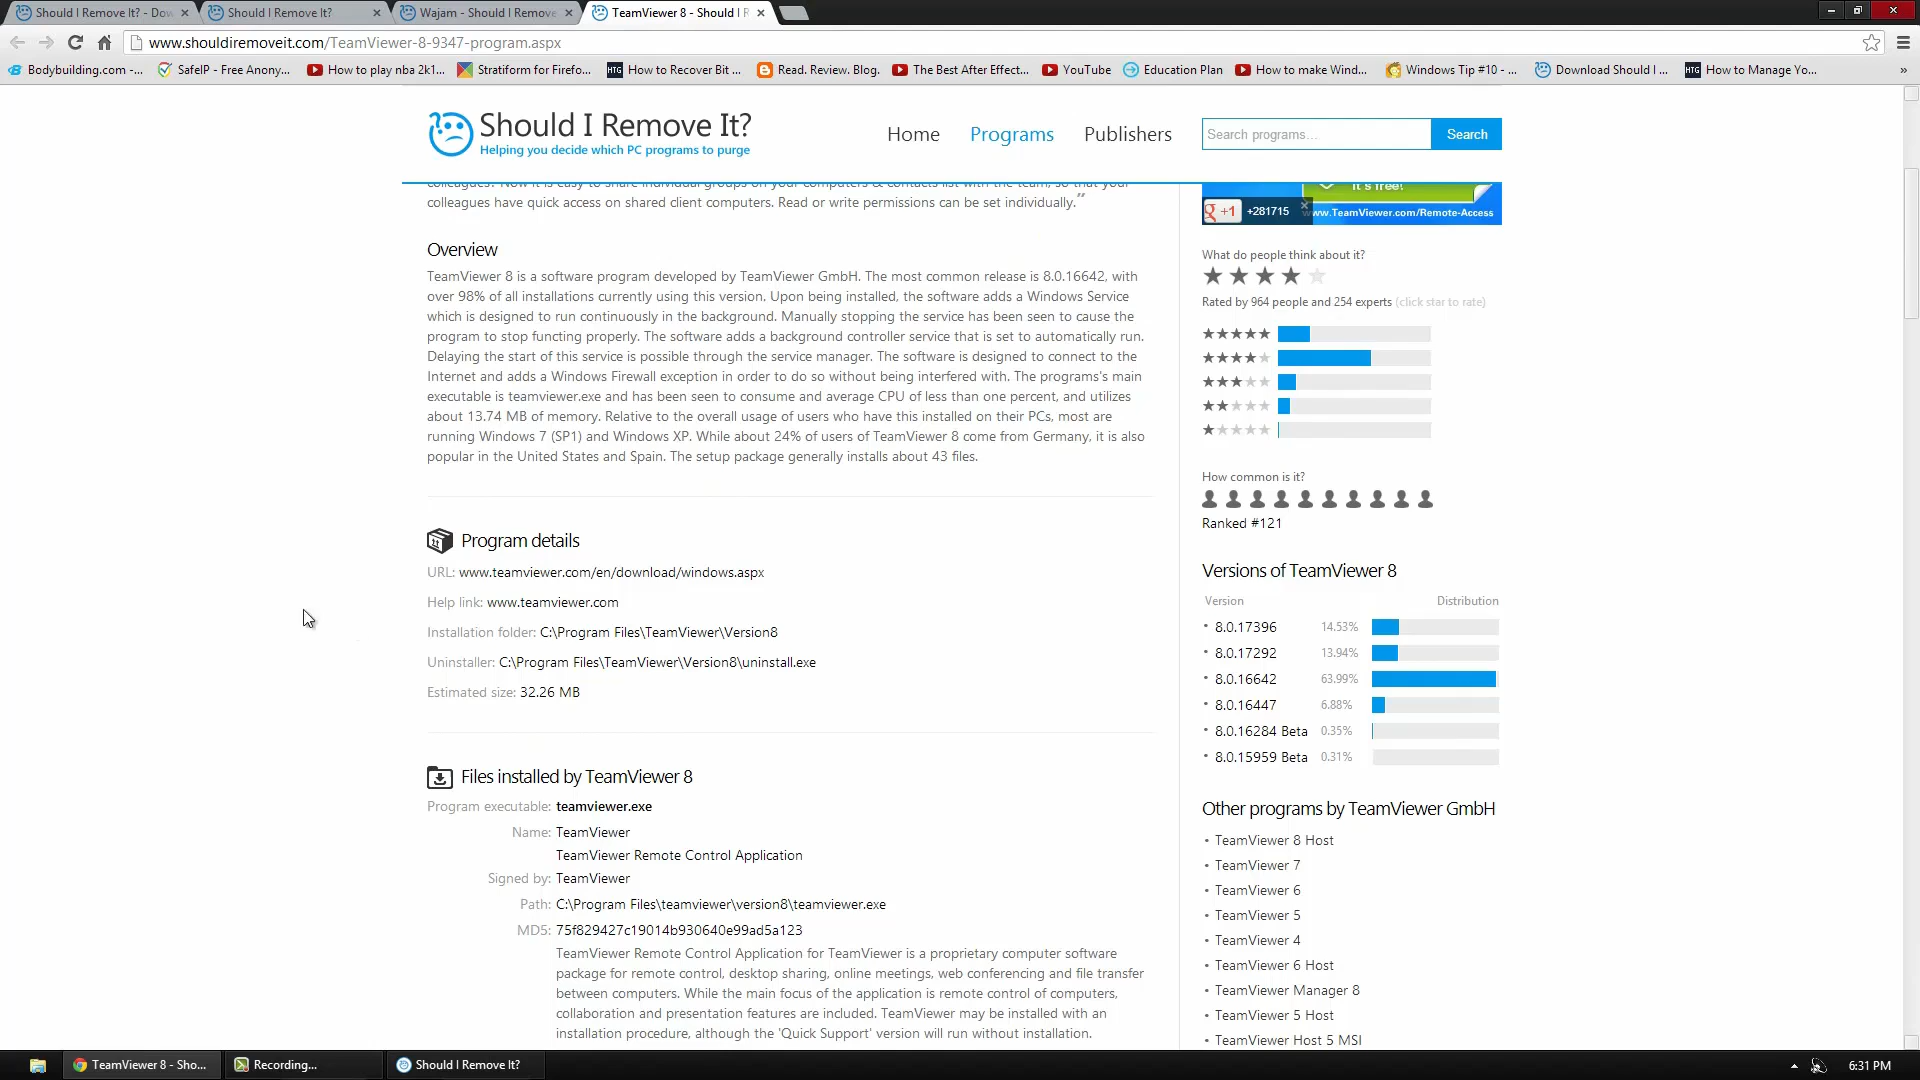 Should I Remove It? - Dow
Should I Remove It?
Wajam - Should I Remove
TeamViewer 8 - Should I R
www.shouldiremoveit.com/TeamViewer-8-9347-program.aspx
Bodybuilding.com -...
SafeIP - Free Anony...
How to play nba 2k1...
Stratiform for Firefo...
HTG How to Recover Bit ...
Read. Review. Blog.
The Best After Effect...
YouTube
Education Plan
How to make Wind...
Windows Tip #10 - ...
Download Should I ...
HTG How to Manage Yo...
»
Should I Remove It?
Helping you decide which PC programs to purge
Home
Programs
Publishers
Search programs...
Search
colleagues? Now it is easy to share individual groups on your computers & contacts list with the team, so that your
colleagues have quick access on shared client computers. Read or write permissions can be set individually.”
Overview
TeamViewer 8 is a software program developed by TeamViewer GmbH. The most common release is 8.0.16642, with
over 98% of all installations currently using this version. Upon being installed, the software adds a Windows Service
which is designed to run continuously in the background. Manually stopping the service has been seen to cause the
program to stop functing properly. The software adds a background controller service that is set to automatically run.
Delaying the start of this service is possible through the service manager. The software is designed to connect to the
Internet and adds a Windows Firewall exception in order to do so without being interfered with. The programs's main
executable is teamviewer.exe and has been seen to consume and average CPU of less than one percent, and utilizes
about 13.74 MB of memory. Relative to the overall usage of users who have this installed on their PCs, most are
running Windows 7 (SP1) and Windows XP. While about 24% of users of TeamViewer 8 come from Germany, it is also
popular in the United States and Spain. The setup package generally installs about 43 files.
Program details
URL: www.teamviewer.com/en/download/windows.aspx
Help link: www.teamviewer.com
Installation folder: C:\Program Files\TeamViewer\Version8
Uninstaller: C:\Program Files\TeamViewer\Version8\uninstall.exe
Estimated size: 32.26 MB
Files installed by TeamViewer 8
Program executable: teamviewer.exe
Name: TeamViewer
TeamViewer Remote Control Application
Signed by: TeamViewer
Path: C:\Program Files\teamviewer\version8\teamviewer.exe
MD5: 75f829427c19014b930640e99ad5a123
TeamViewer Remote Control Application for TeamViewer is a proprietary computer software
package for remote control, desktop sharing, online meetings, web conferencing and file transfer
between computers. While the main focus of the application is remote control of computers,
collaboration and presentation features are included. TeamViewer may be installed with an
installation procedure, although the 'Quick Support' version will run without installation.
It's free!
g +1 +281715
www.TeamViewer.com/Remote-Access
What do people think about it?
Rated by 964 people and 254 experts (click star to rate)
How common is it?
Ranked #121
Versions of TeamViewer 8
Version Distribution
8.0.17396 14.53%
8.0.17292 13.94%
8.0.16642 63.99%
8.0.16447 6.88%
8.0.16284 Beta 0.35%
8.0.15959 Beta 0.31%
Other programs by TeamViewer GmbH
TeamViewer 8 Host
TeamViewer 7
TeamViewer 6
TeamViewer 5
TeamViewer 4
TeamViewer 6 Host
TeamViewer Manager 8
TeamViewer 5 Host
TeamViewer Host 5 MSI
TeamViewer 8 - Sho...
Recording...
Should I Remove It?
6:31 PM